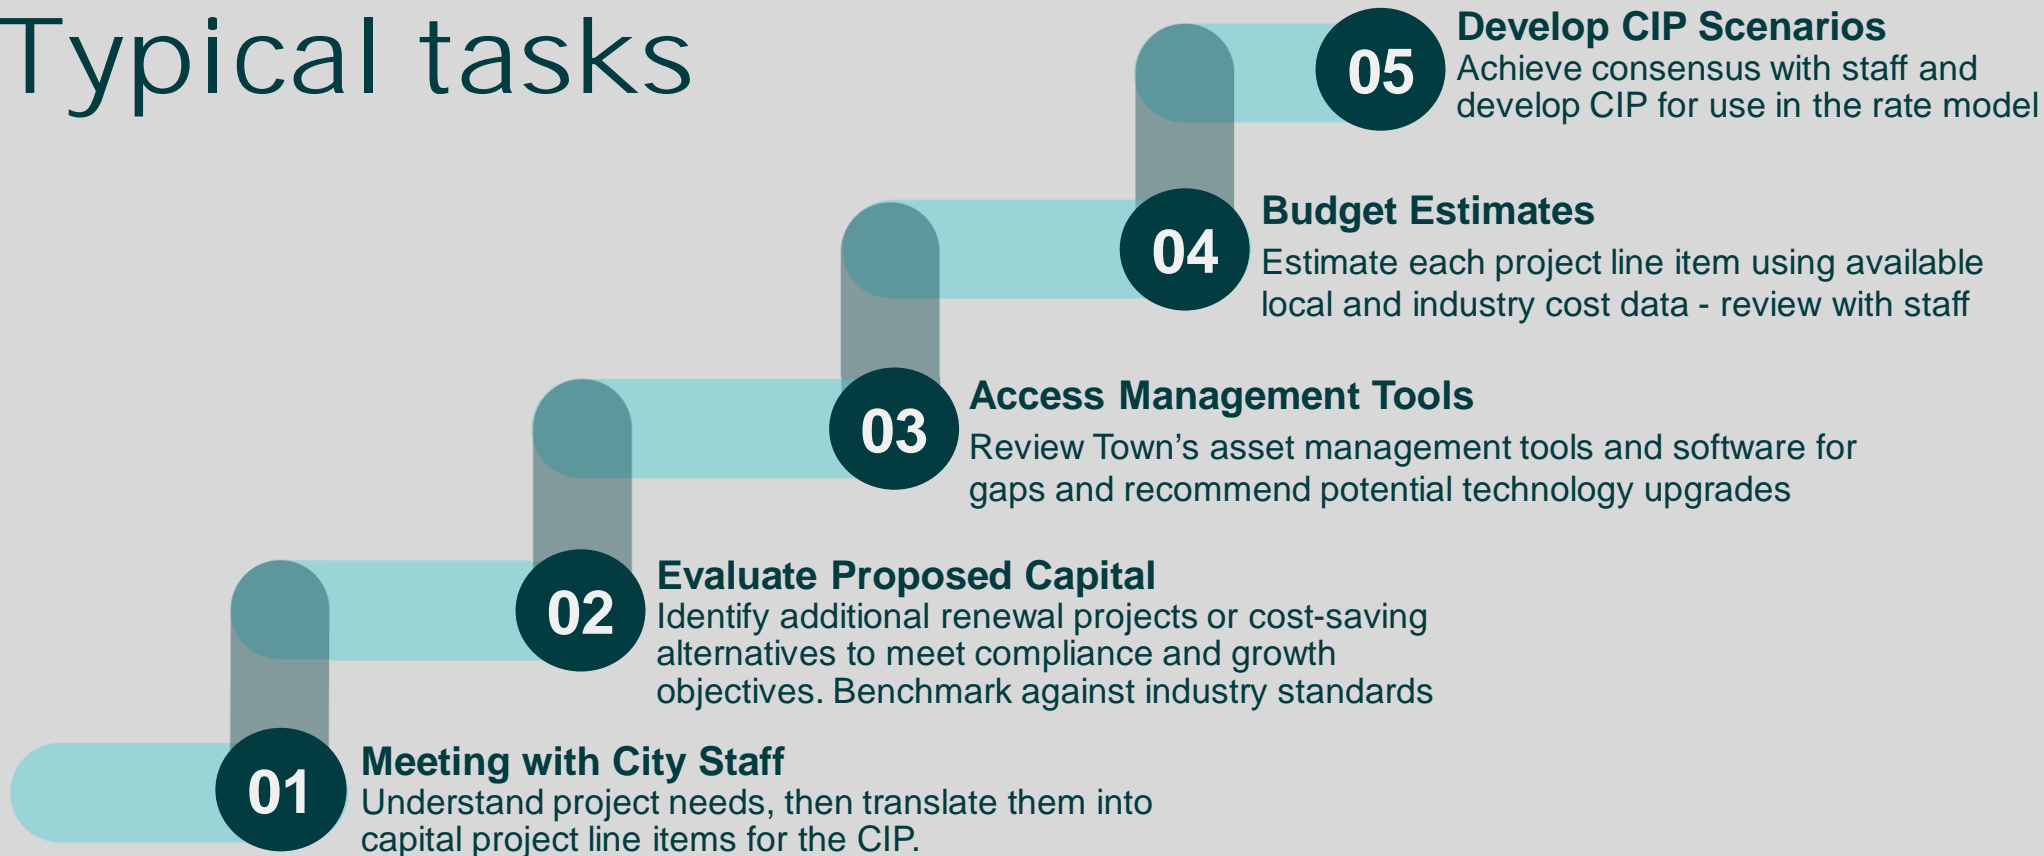 Typical tasks
05
Develop CIP Scenarios
Achieve consensus with staff and
develop CIP for use in the rate model
04
Budget Estimates
Estimate each project line item using available
local and industry cost data - review with staff
03
Access Management Tools
Review Town’s asset management tools and software for
gaps and recommend potential technology upgrades
02
Evaluate Proposed Capital
Identify additional renewal projects or cost-saving
alternatives to meet compliance and growth
objectives. Benchmark against industry standards
01
Meeting with City Staff
Understand project needs, then translate them into
capital project line items for the CIP.